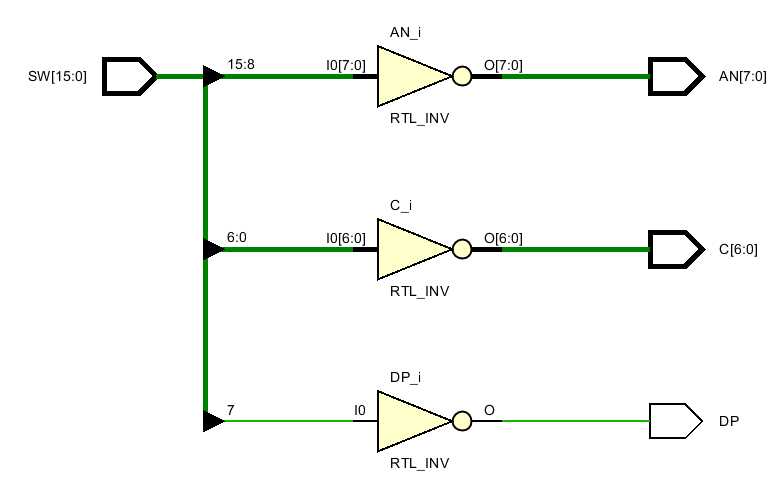 AN_i
SW[15:0]
15:8
I0[7:0]
O[7:0]
AN[7:0]
RTL_INV
C_i
6:0
I0[6:0]
O[6:0]
C[6:0]
RTL_INV
DP_i
7
I0
O
DP
RTL_INV